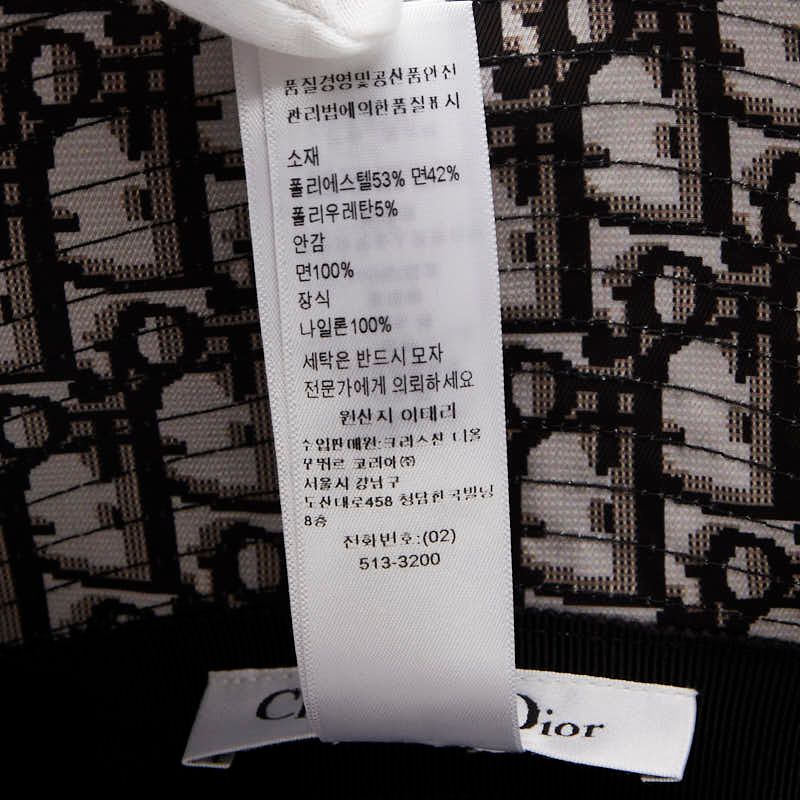 품질경영및공산품안전
관리법에의한품질표시
소재
폴리에스텔53% 면42%
폴리우레탄5%
안감
면100%
장식
나일론100%
세탁은 반드시 모자
전문가에게 의뢰하세요
원산지 이태리
수입판매원:크리스챤 디올
꾸뛰르 코리아㈜
서울시 강남구
도산대로458 청담한국빌딩
8층
전화번호:(02)
513-3200
Dior